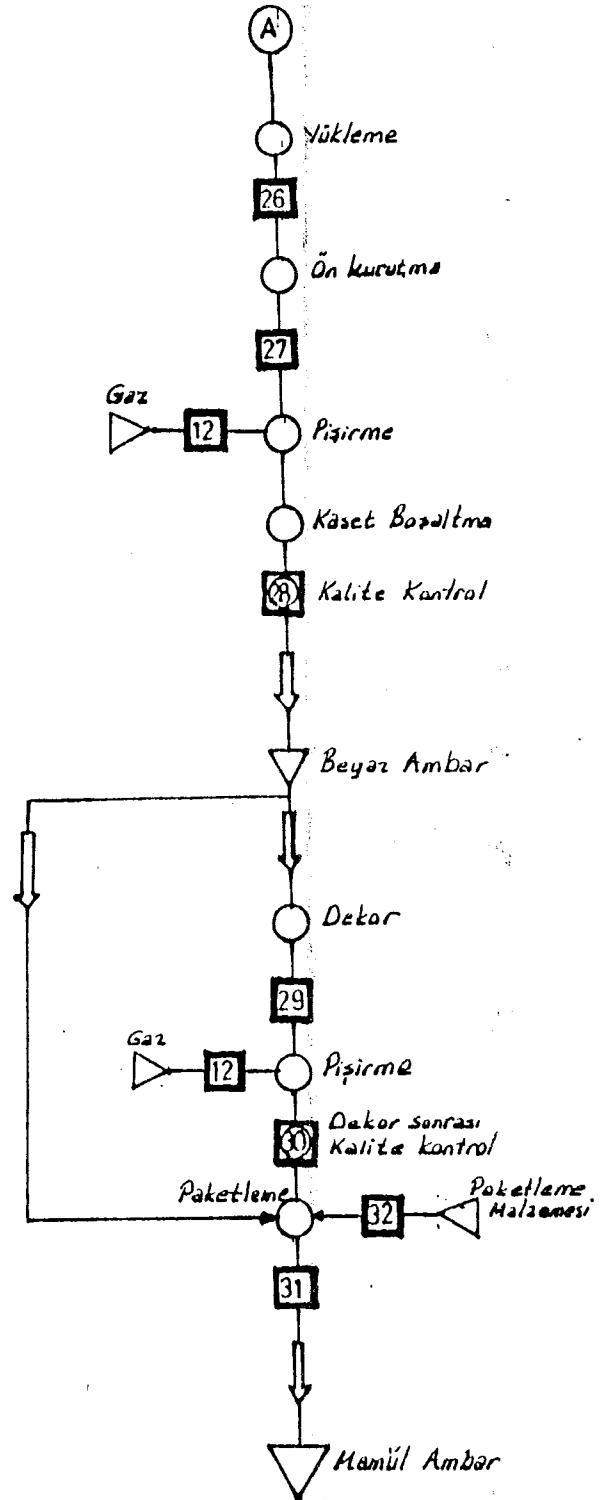 A
Yükleme
26
Ön kurutma
27
Gaz
12
Pişirme
Kaset Boşaltma
28
Kalite Kontrol
Beyaz Ambar
Dekor
29
Gaz
12
Pişirme
30
Dekor sonrası
Kalite kontrol
Paketleme
32
Paketleme
Malzemesi
31
Mamül Ambar